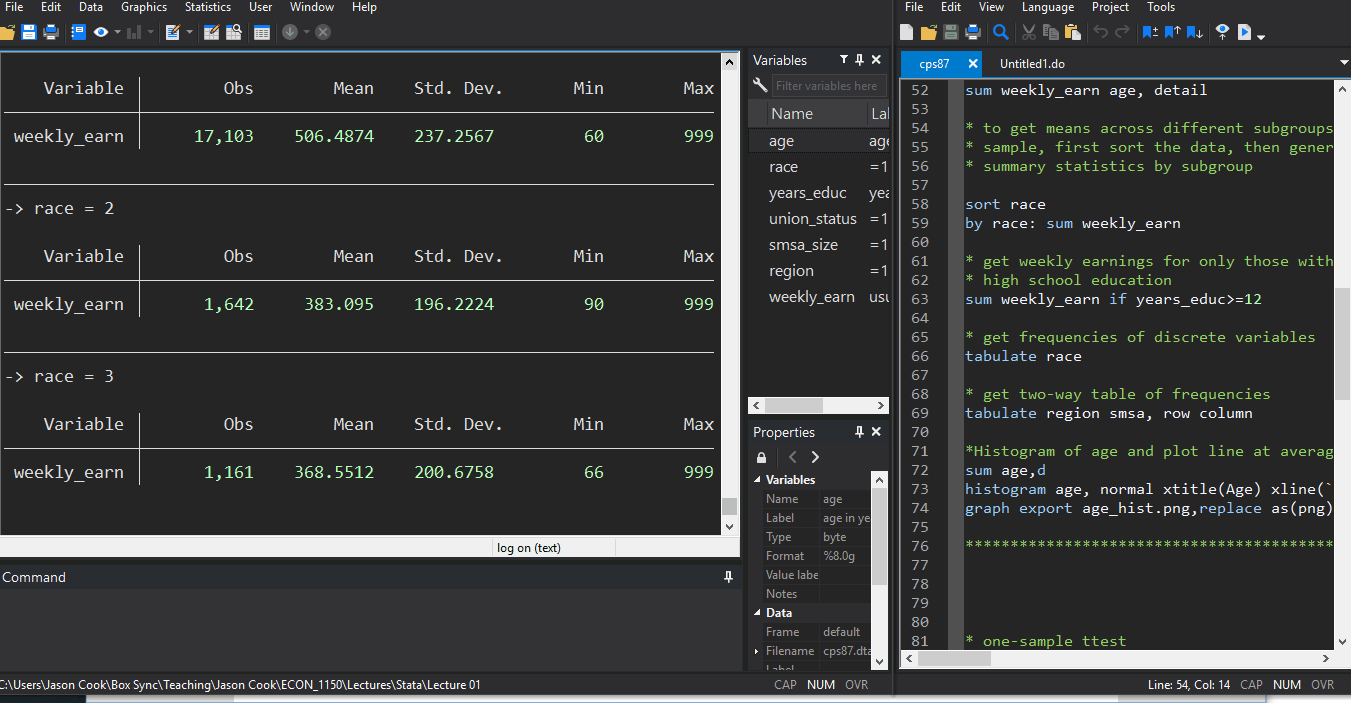 File Edit Data Graphics Statistics User Window Help
Variable Obs Mean Std. Dev. Min Max
weekly_earn 17,103 506.4874 237.2567 60 999
-> race = 2
Variable Obs Mean Std. Dev. Min Max
weekly_earn 1,642 383.095 196.2224 90 999
-> race = 3
Variable Obs Mean Std. Dev. Min Max
weekly_earn 1,161 368.5512 200.6758 66 999
log on (text)
Command
C:\Users\Jason Cook\Box Sync\Teaching\Jason Cook\ECON_1150\Lectures\Stata\Lecture 01
CAP NUM OVR
Variables
Filter variables here
Name Lal
age age
race =1
years_educ yea
union_status =1
smsa_size =1
region =1
weekly_earn usu
Properties
Variables
Name age
Label age in ye
Type byte
Format %8.0g
Value labe
Notes
Data
Frame default
Filename cps87.dta
Label
File Edit View Language Project Tools
cps87 Untitled1.do
52 sum weekly_earn age, detail
53
54 * to get means across different subgroups
55 * sample, first sort the data, then gener
56 * summary statistics by subgroup
57
58 sort race
59 by race: sum weekly_earn
60
61 * get weekly earnings for only those with
62 * high school education
63 sum weekly_earn if years_educ>=12
64
65 * get frequencies of discrete variables
66 tabulate race
67
68 * get two-way table of frequencies
69 tabulate region smsa, row column
70
71 *Histogram of age and plot line at averag
72 sum age,d
73 histogram age, normal xtitle(Age) xline(`
74 graph export age_hist.png,replace as(png)
75
76 *****************************************
77
78
79
80
81 * one-sample ttest
Line: 54, Col: 14 CAP NUM OVR